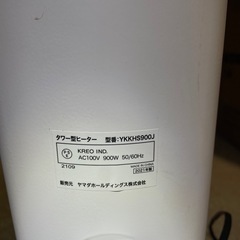 タワー型ヒーター 型番:YKKHS900J
KREO IND.
AC100V 900W 50/60Hz
2109
2021年製
販売元 ヤマダホールディングス株式会社